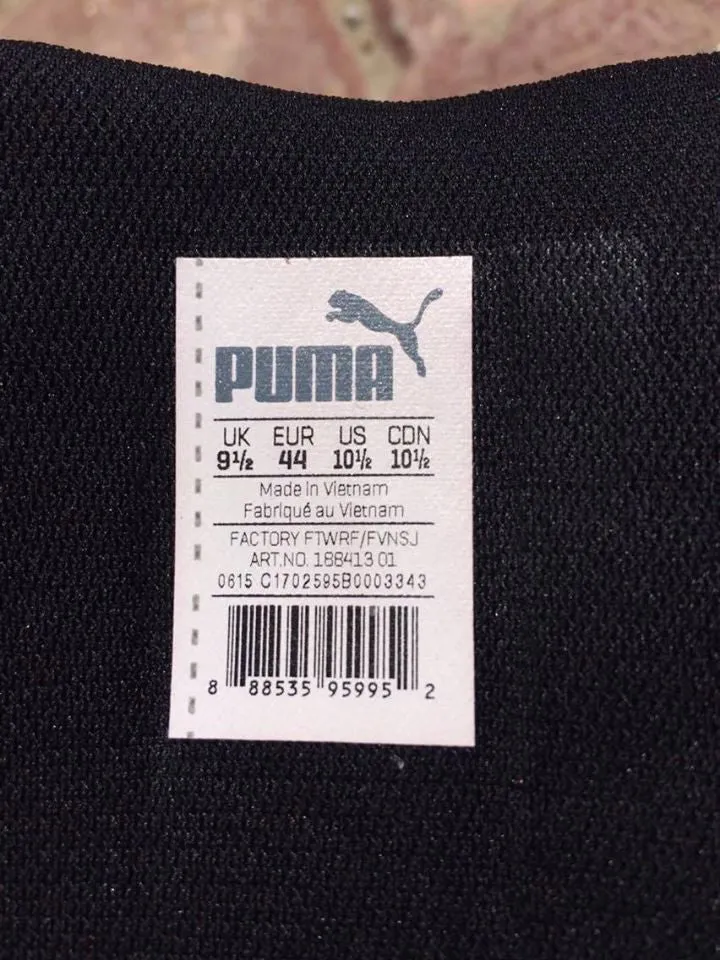 PUMA
UK EUR US CDN
9½ 44 10½ 10½
Made in Vietnam
Fabriqué au Vietnam
FACTORY FTWRF/FVNSJ
ART.NO. 188413 01
0615 C1702595B0003343
8 88535 95995 2